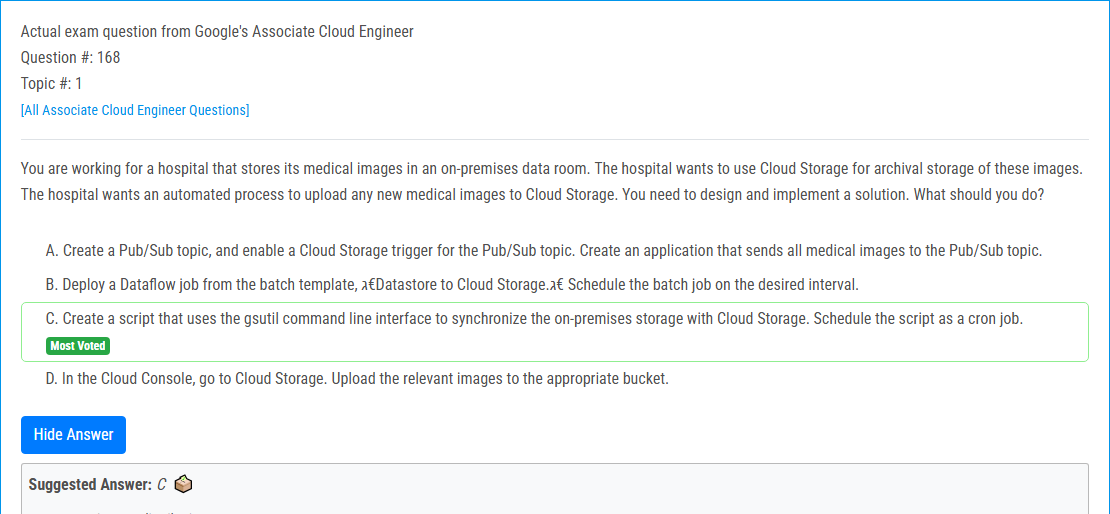 Actual exam question from Google's Associate Cloud Engineer
Question #: 168
Topic #: 1
[All Associate Cloud Engineer Questions]
You are working for a hospital that stores its medical images in an on-premises data room. The hospital wants to use Cloud Storage for archival storage of these images.
The hospital wants an automated process to upload any new medical images to Cloud Storage. You need to design and implement a solution. What should you do?
A. Create a Pub/Sub topic, and enable a Cloud Storage trigger for the Pub/Sub topic. Create an application that sends all medical images to the Pub/Sub topic.
B. Deploy a Dataflow job from the batch template, ג€Datastore to Cloud Storage.ג€ Schedule the batch job on the desired interval.
C. Create a script that uses the gsutil command line interface to synchronize the on-premises storage with Cloud Storage. Schedule the script as a cron job.
Most Voted
D. In the Cloud Console, go to Cloud Storage. Upload the relevant images to the appropriate bucket.
Hide Answer
Suggested Answer: C